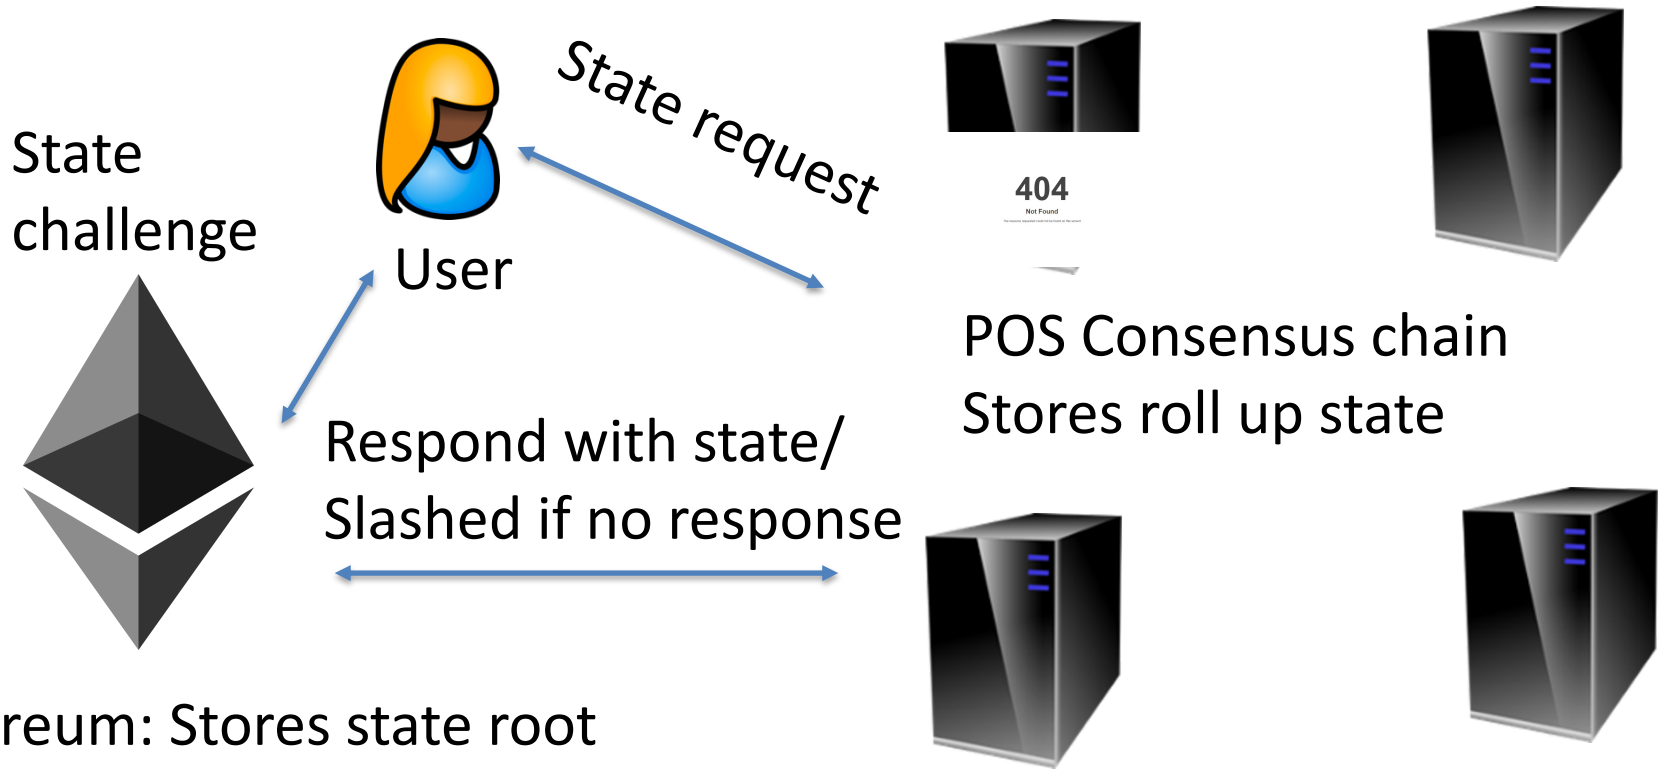 State request
State
challenge
404
Not Found
User
POS Consensus chain
Stores roll up state
Respond with state/
Slashed if no response
reum: Stores state root